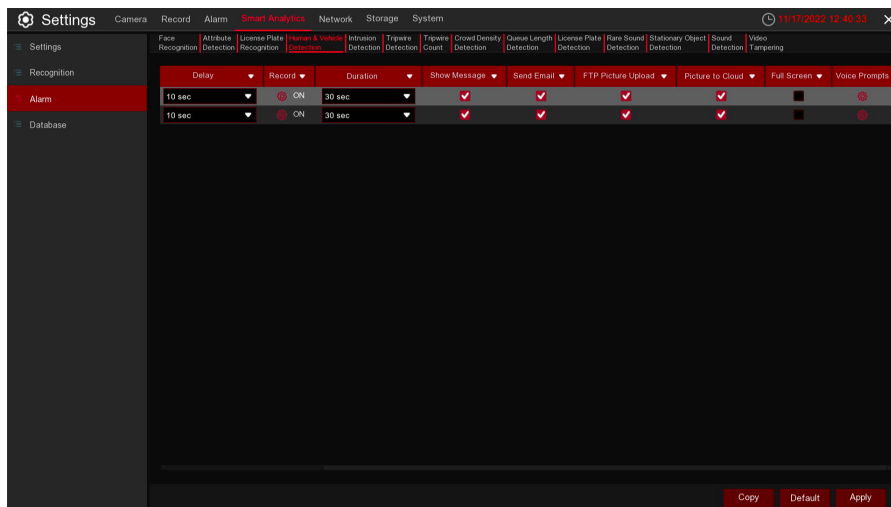 Settings Camera Record Alarm Smart Analytics Network Storage System 11/17/2022 12:40:33
Settings
Recognition
Alarm
Database
Face Recognition Attribute Detection License Plate Recognition Human & Vehicle Detection Intrusion Detection Tripwire Detection Tripwire Count Crowd Density Detection Queue Length Detection License Plate Detection Rare Sound Detection Stationary Object Detection Sound Detection Video Tampering
Delay Record Duration Show Message Send Email FTP Picture Upload Picture to Cloud Full Screen Voice Prompts
10 sec ON 30 sec
10 sec ON 30 sec
Copy Default Apply